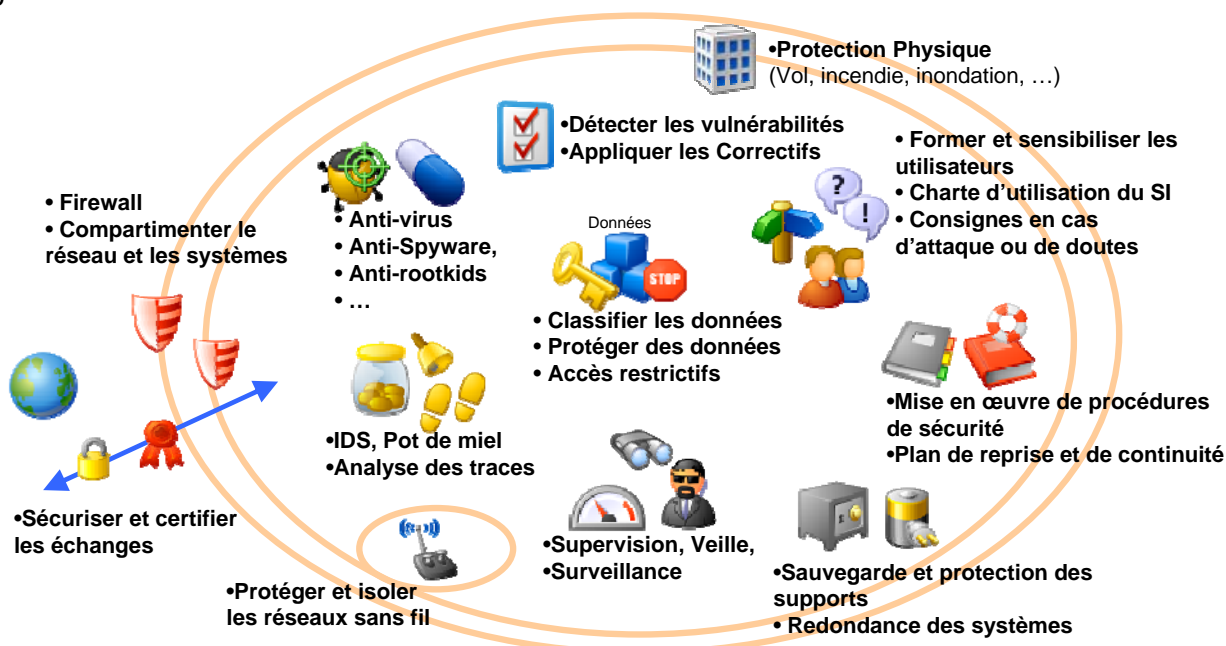 •Protection Physique
(Vol, incendie, inondation, …)
•Détecter les vulnérabilités
•Appliquer les Correctifs
• Former et sensibiliser les
utilisateurs
• Charte d'utilisation du SI
• Consignes en cas
d'attaque ou de doutes
• Firewall
• Compartimenter le
réseau et les systèmes
• Anti-virus
• Anti-Spyware,
• Anti-rootkids
• …
Données
STOP
• Classifier les données
• Protéger des données
• Accès restrictifs
?
!
•IDS, Pot de miel
•Analyse des traces
•Mise en œuvre de procédures
de sécurité
•Plan de reprise et de continuité
•Sécuriser et certifier
les échanges
•Supervision, Veille,
•Surveillance
•Protéger et isoler
les réseaux sans fil
•Sauvegarde et protection des
supports
• Redondance des systèmes